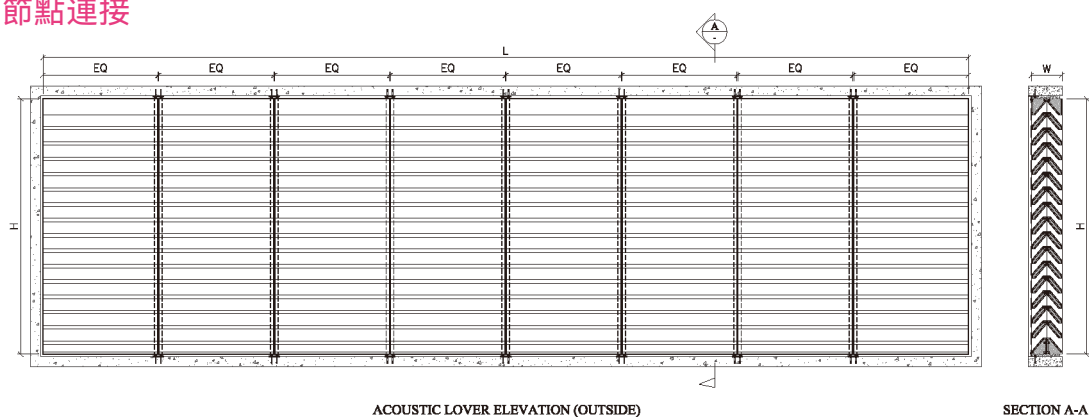 節點連接
A
-
L
EQ EQ EQ EQ EQ EQ EQ EQ
W
H
H
ACOUSTIC LOVER ELEVATION (OUTSIDE)
SECTION A-A